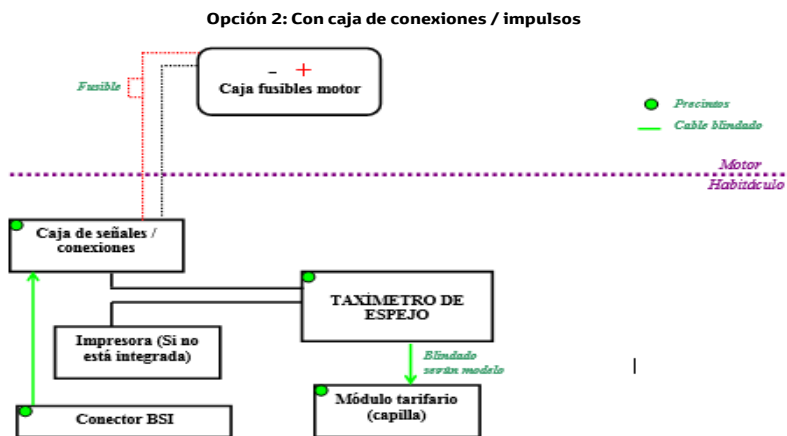 Opción 2: Con caja de conexiones / impulsos
- +
Caja fusibles motor
Fusible
Precintos
Cable blindado
Motor
Habitáculo
Caja de señales /
conexiones
TAXÍMETRO DE
ESPEJO
Impresora (Si no
está integrada)
Blindado
según modelo
Módulo tarifario
(capilla)
Conector BSI